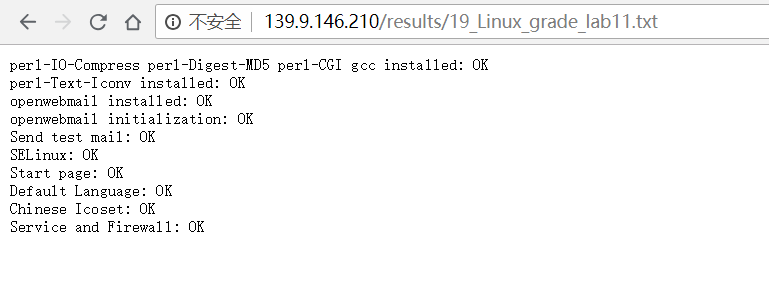 不安全 139.9.146.210/results/19_Linux_grade_lab11.txt
perl-IO-Compress perl-Digest-MD5 perl-CGI gcc installed: OK
perl-Text-Iconv installed: OK
openwebmail installed: OK
openwebmail initialization: OK
Send test mail: OK
SELinux: OK
Start page: OK
Default Language: OK
Chinese Icoset: OK
Service and Firewall: OK